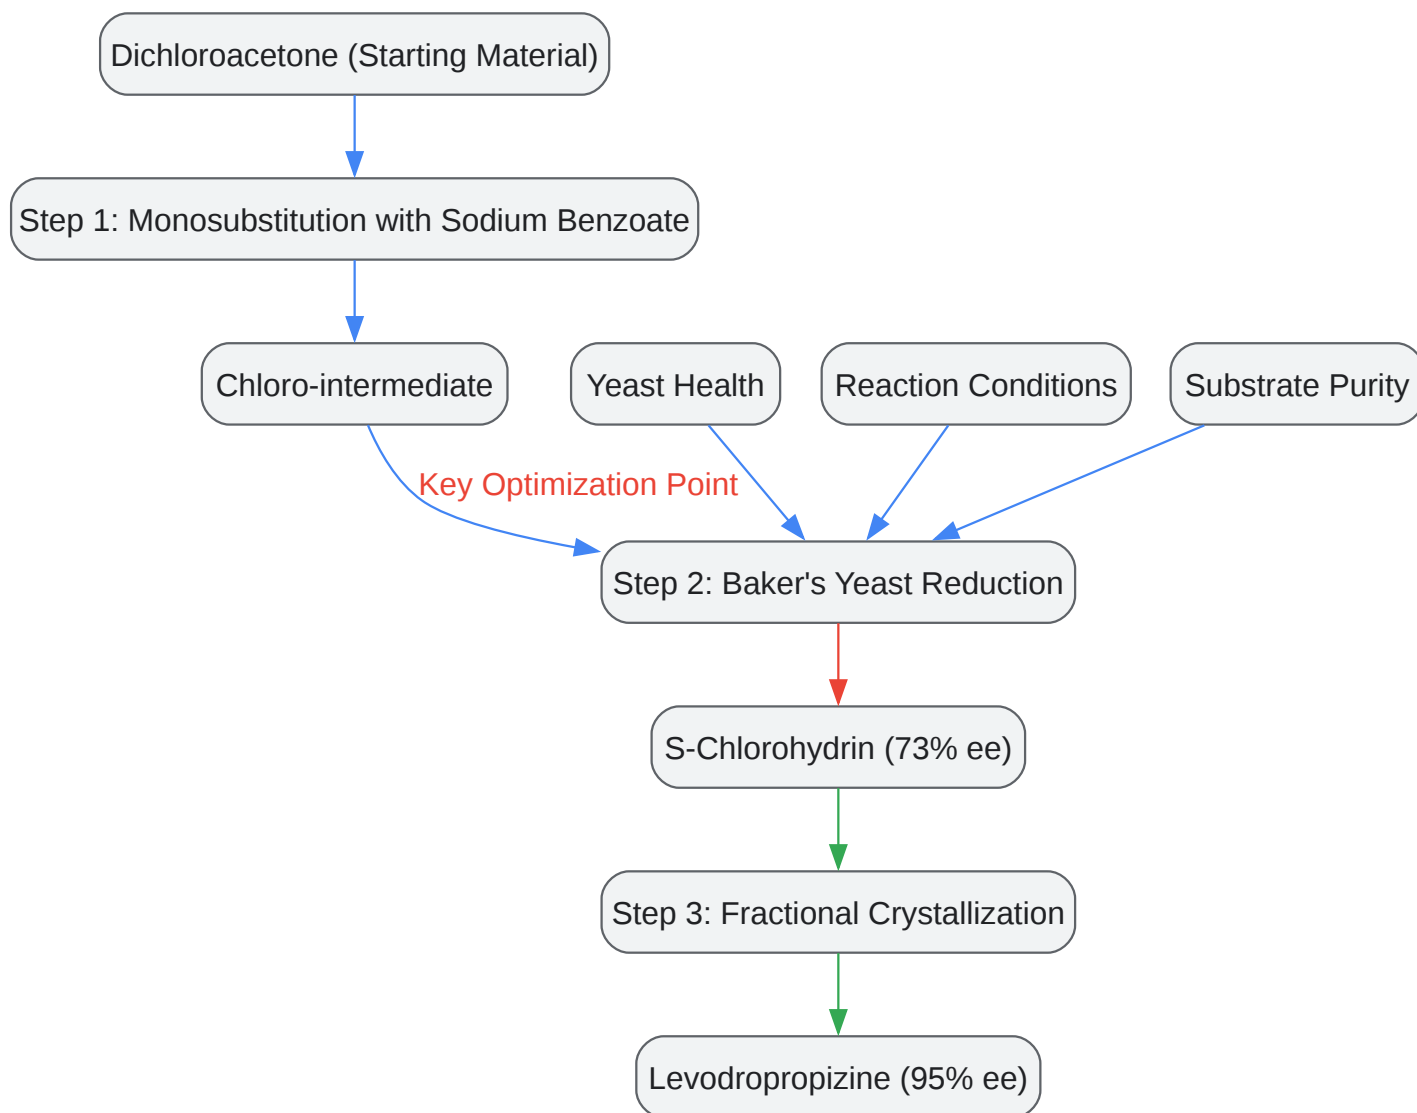 Dichloroacetone (Starting Material)
Step 1: Monosubstitution with Sodium Benzoate
Chloro-intermediate
Yeast Health
Reaction Conditions
Substrate Purity
Key Optimization Point
Step 2: Baker's Yeast Reduction
S-Chlorohydrin (73% ee)
Step 3: Fractional Crystallization
Levodropropizine (95% ee)